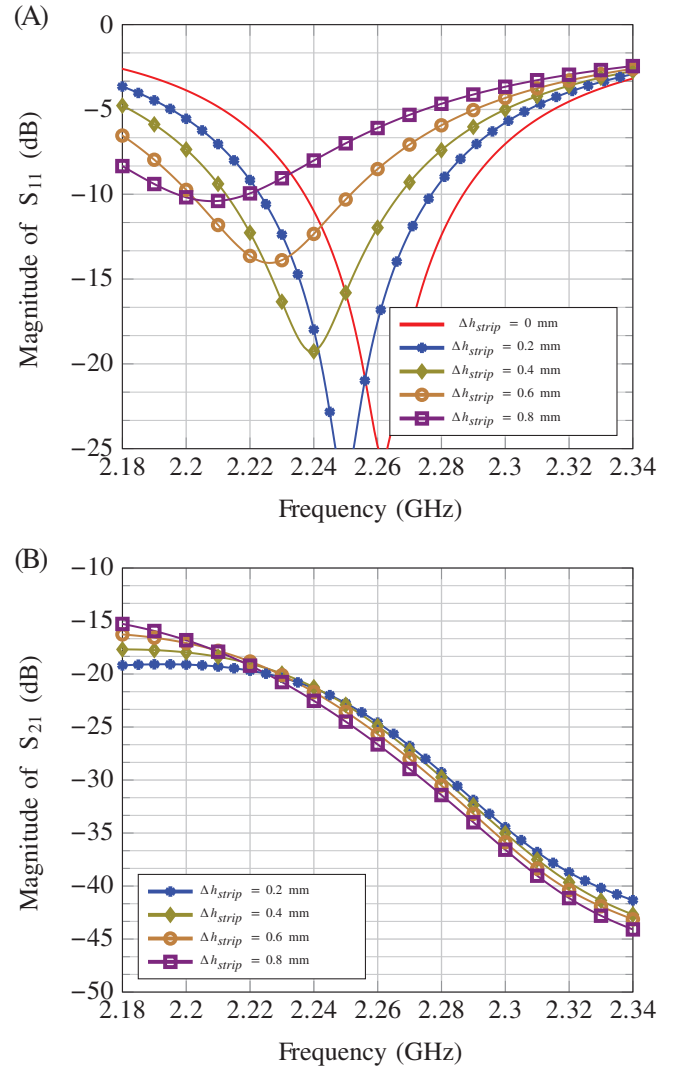 (A)
0
−5
−10
−15
−20
−25
Magnitude of S11 (dB)
Δhstrip = 0 mm
Δhstrip = 0.2 mm
Δhstrip = 0.4 mm
Δhstrip = 0.6 mm
Δhstrip = 0.8 mm
2.18 2.2 2.22 2.24 2.26 2.28 2.3 2.32 2.34
Frequency (GHz)
(B)
−10
−15
−20
−25
−30
−35
−40
−45
−50
Magnitude of S21 (dB)
Δhstrip = 0.2 mm
Δhstrip = 0.4 mm
Δhstrip = 0.6 mm
Δhstrip = 0.8 mm
2.18 2.2 2.22 2.24 2.26 2.28 2.3 2.32 2.34
Frequency (GHz)